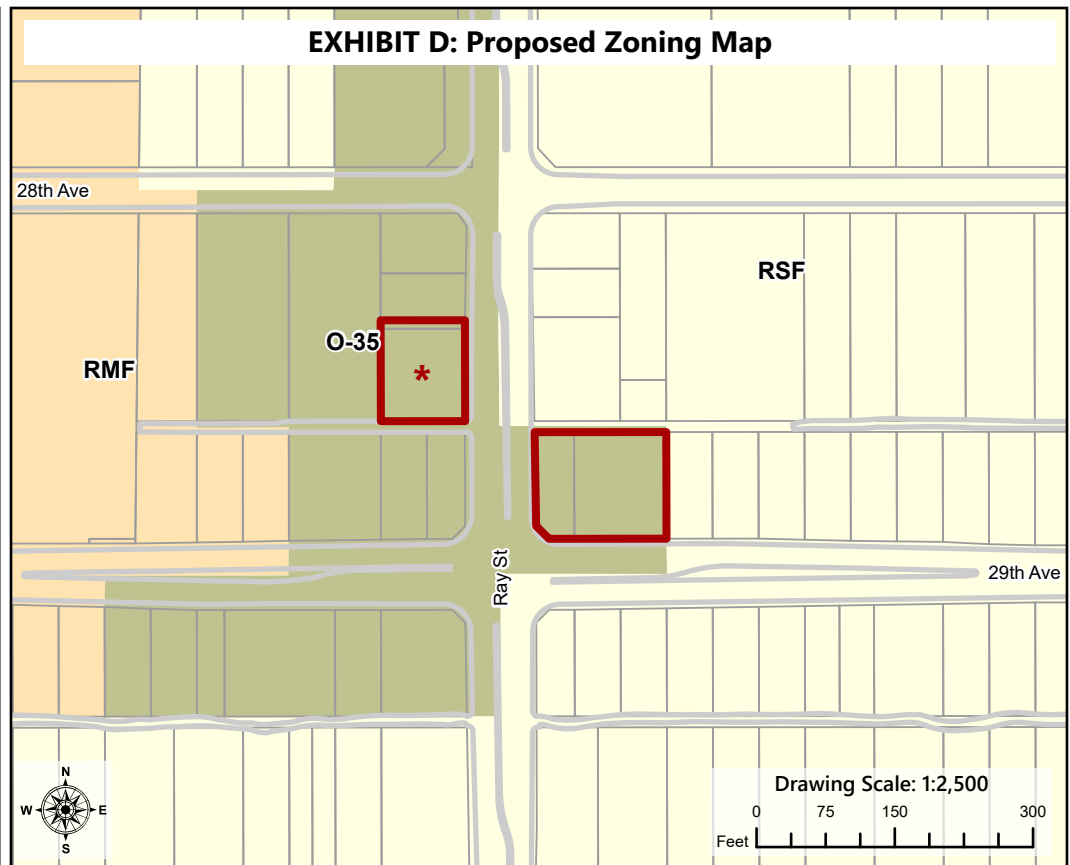 EXHIBIT D: Proposed Zoning Map
28th Ave
RSF
O-35
RMF
*
Ray St
29th Ave
N
W E
S
Drawing Scale: 1:2,500
0 75 150 300
Feet